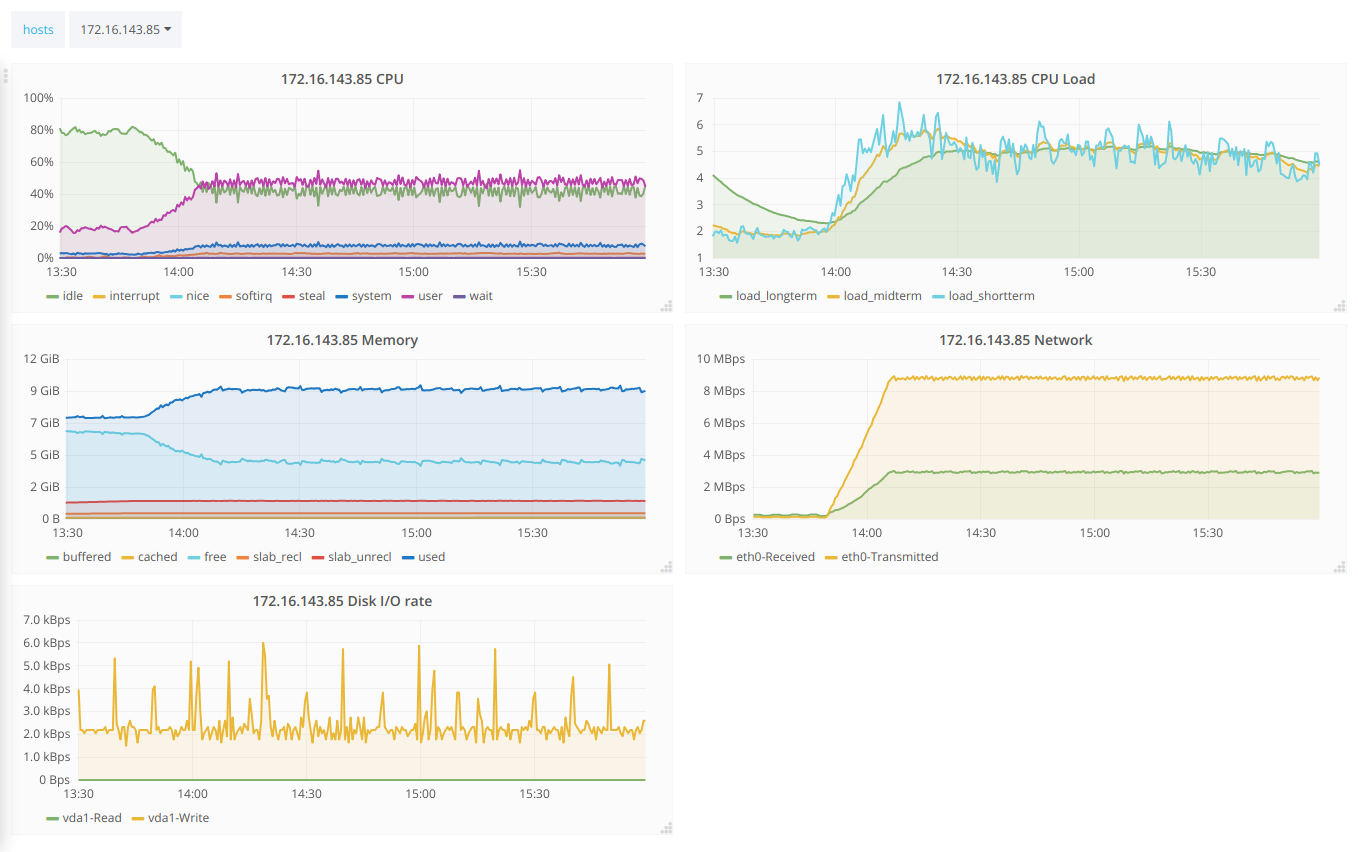 hosts 172.16.143.85
172.16.143.85 CPU
100%
80%
60%
40%
20%
0%
13:30 14:00 14:30 15:00 15:30
idle interrupt nice softirq steal system user wait
172.16.143.85 CPU Load
7
6
5
4
3
2
1
13:30 14:00 14:30 15:00 15:30
load_longterm load_midterm load_shortterm
172.16.143.85 Memory
12 GiB
9 GiB
7 GiB
5 GiB
2 GiB
0 B
13:30 14:00 14:30 15:00 15:30
buffered cached free slab_recl slab_unrecl used
172.16.143.85 Network
10 MBps
8 MBps
6 MBps
4 MBps
2 MBps
0 Bps
13:30 14:00 14:30 15:00 15:30
eth0-Received eth0-Transmitted
172.16.143.85 Disk I/O rate
7.0 kBps
6.0 kBps
5.0 kBps
4.0 kBps
3.0 kBps
2.0 kBps
1.0 kBps
0 Bps
13:30 14:00 14:30 15:00 15:30
vda1-Read vda1-Write